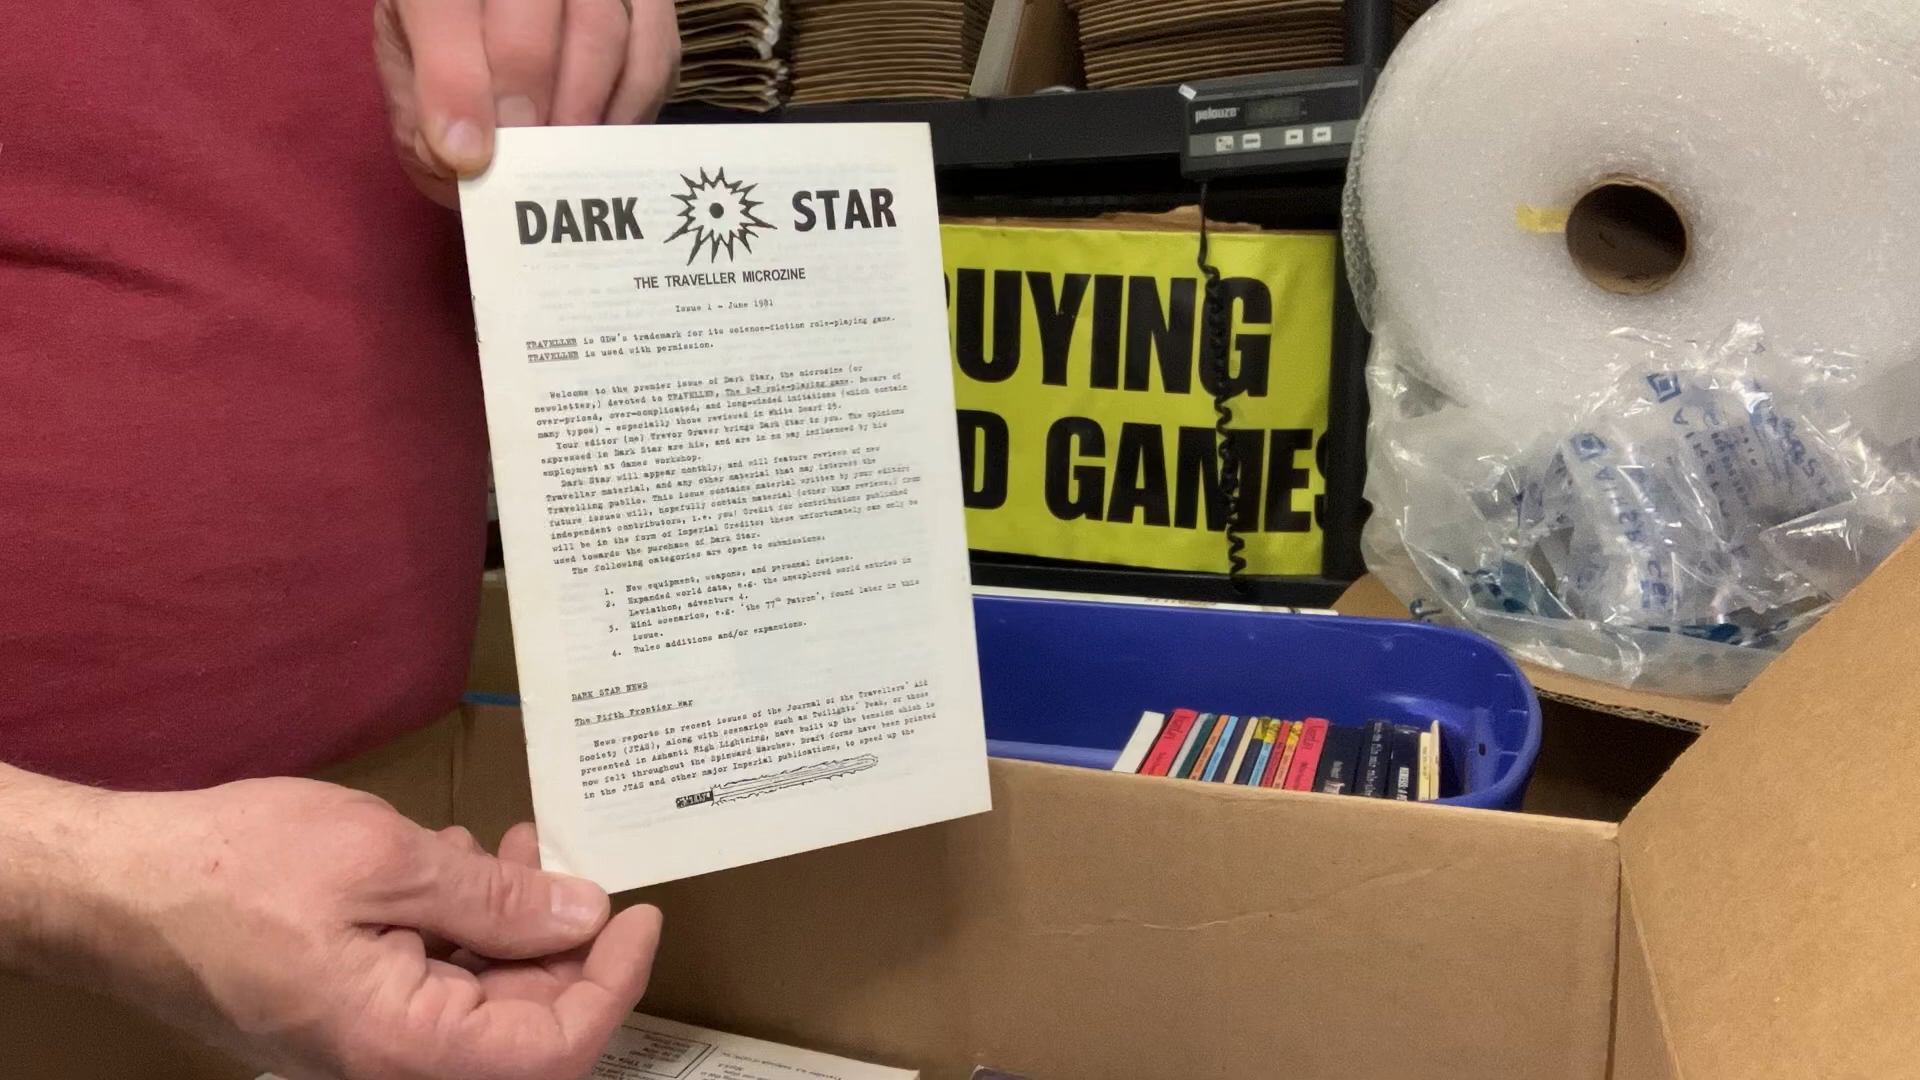 DARK STAR
THE TRAVELLER MICROZINE
Issue 1 - June 1981
TRAVELLER is GDW's trademark for its science-fiction role-playing game.
TRAVELLER is used with permission.
Welcome to the premier issue of Dark Star, the microzine (or
newsletter,) devoted to TRAVELLER, The S-F role-playing game. Beware of
over-priced, over-complicated, and long-winded imitations (which contain
many typos) - especially those reviewed in White Dwarf 25.
Your editor (me) Trevor Graver brings Dark Star to you. The opinions
expressed in Dark Star are his, and are in no way influenced by his
employment at Games Workshop.
Dark Star will appear monthly, and will feature reviews of new
Traveller material, and any other material that may interest the
Travelling public. This issue contains material written by your editor;
future issues will, hopefully contain material (other than reviews,) from
independent contributors, i.e. you! Credit for contributions published
will be in the form of Imperial Credits; these unfortunately can only be
used towards the purchase of Dark Star.
The following categories are open to submissions.
1. New equipment, weapons, and personal devices.
2. Expanded world data, e.g. the unexplored world entries in
Leviathon, adventure 4.
3. Mini scenarios, e.g. 'the 77th Patron', found later in this
issue.
4. Rules additions and/or expansions.
DARK STAR NEWS
The Fifth Frontier War
News reports in recent issues of the Journal of the Travellers' Aid
Society (JTAS), along with scenarios such as Twilights' Peak, or those
presented in Azhanti High Lightning, have built up the tension which is
now felt throughout the Spinward Marches. Draft forms have been printed
in the JTAS and other major Imperial publications, to speed up the
pelouze
UYING
D GAMES